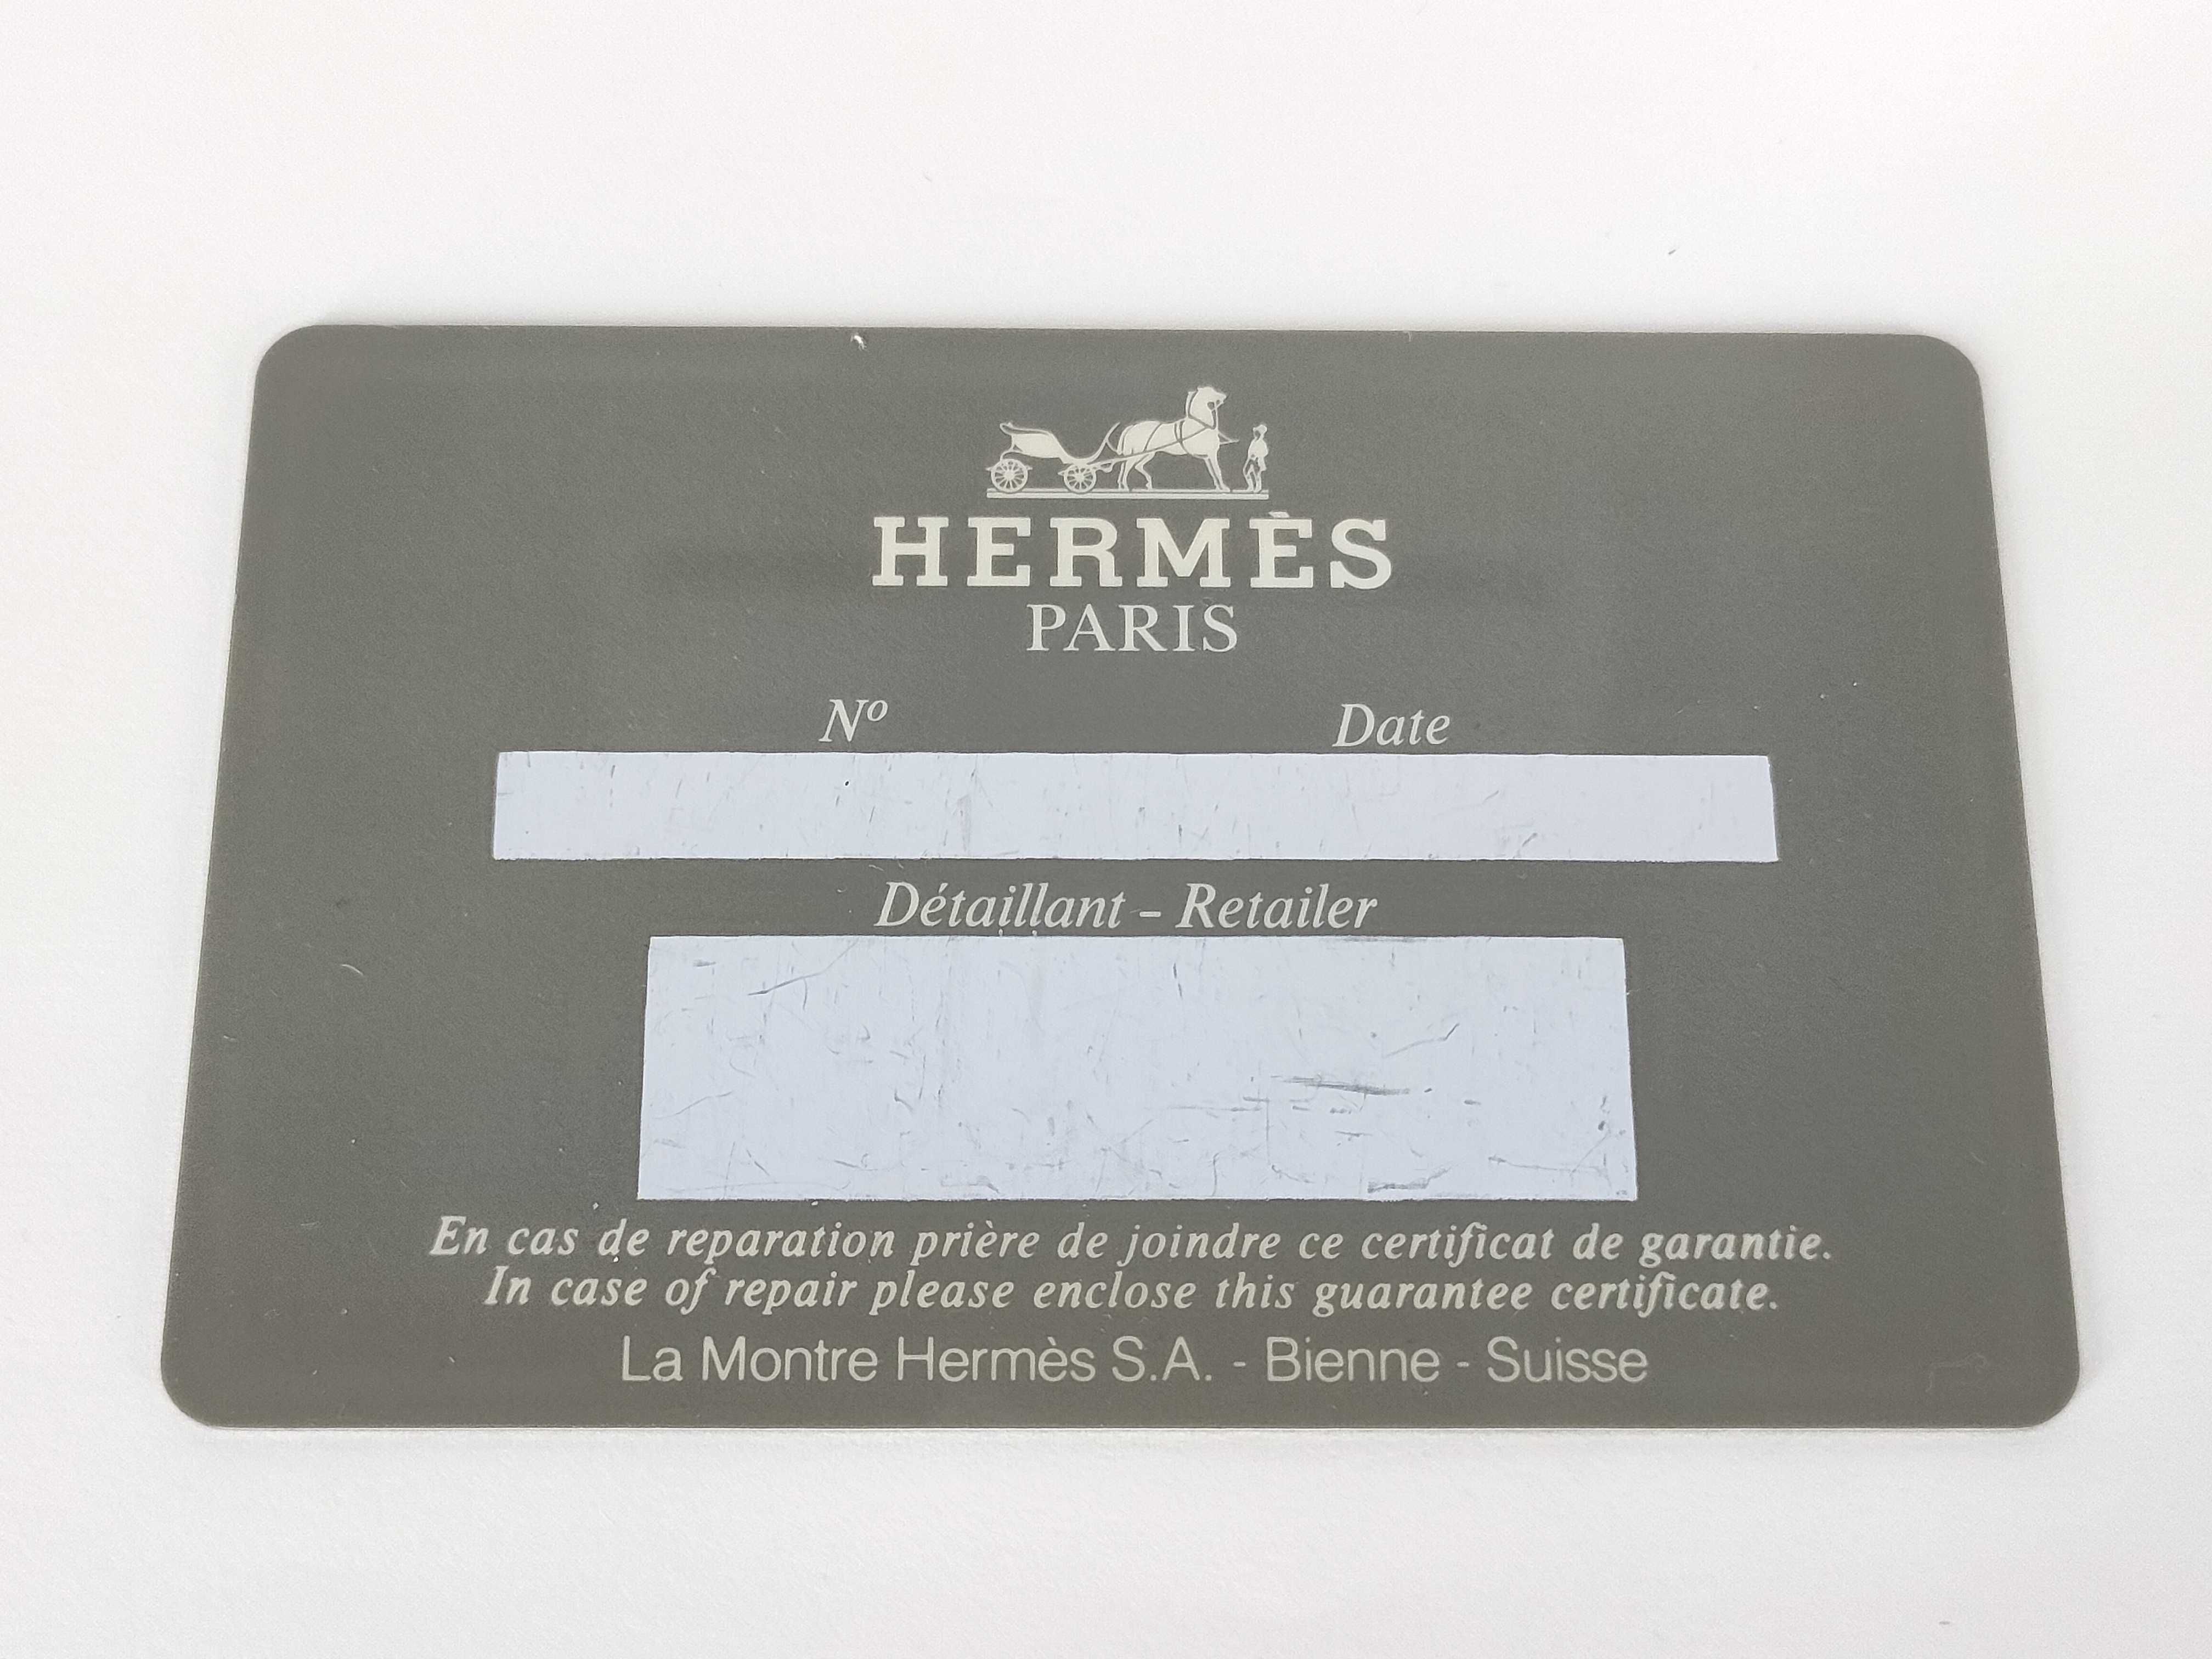 HERMÈS
PARIS
Nº Date
Détaillant - Retailer
En cas de reparation prière de joindre ce certificat de garantie.
In case of repair please enclose this guarantee certificate.
La Montre Hermès S.A. - Bienne - Suisse